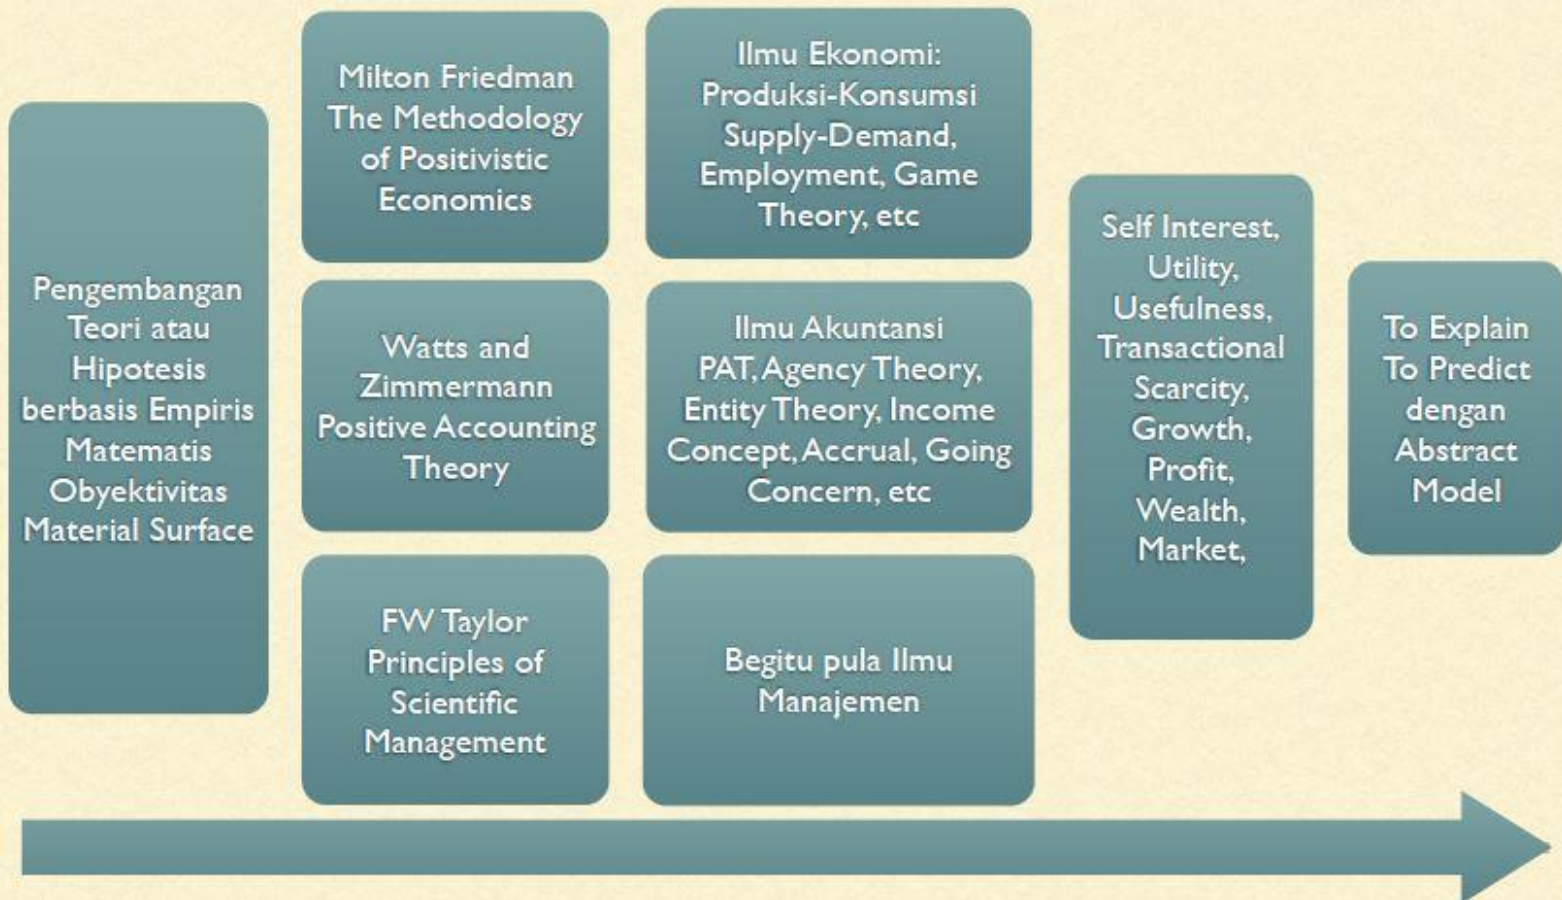 Pengembangan
Teori atau
Hipotesis
berbasis Empiris
Matematis
Obyektivitas
Material Surface
Milton Friedman
The Methodology
of Positivistic
Economics
Watts and
Zimmermann
Positive Accounting
Theory
FW Taylor
Principles of
Scientific
Management
Ilmu Ekonomi:
Produksi-Konsumsi
Supply-Demand,
Employment, Game
Theory, etc
Ilmu Akuntansi
PAT, Agency Theory,
Entity Theory, Income
Concept, Accrual, Going
Concern, etc
Begitu pula Ilmu
Manajemen
Self Interest,
Utility,
Usefulness,
Transactional
Scarcity,
Growth,
Profit,
Wealth,
Market,
To Explain
To Predict
dengan
Abstract
Model